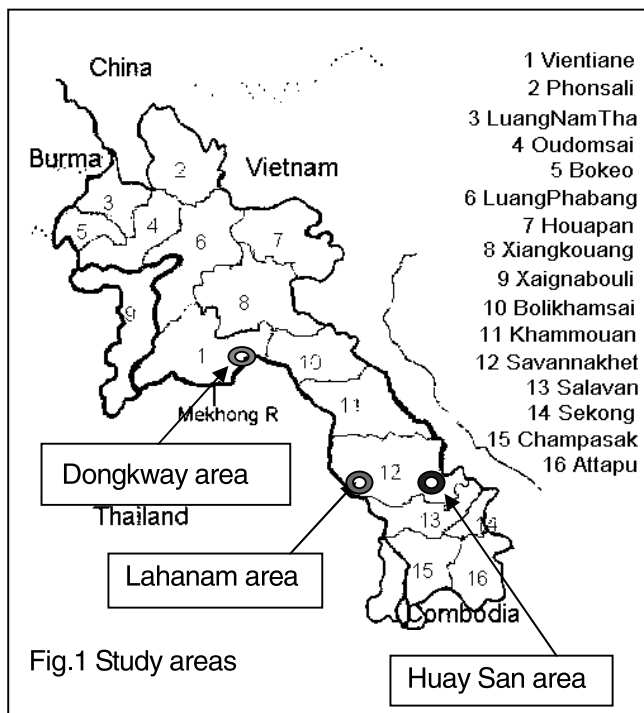 China
Burma
Vietnam
1 Vientiane
2 Phonsali
3 LuangNamTha
4 Oudomsai
5 Bokeo
6 LuangPhabang
7 Houapan
8 Xiangkouang
9 Xaignabouli
10 Bolikhamsai
11 Khammouan
12 Savannakhet
13 Salavan
14 Sekong
15 Champasak
16 Attapu
2
3
5
4
6
7
8
9
1
10
11
12
13
14
15
16
Mekhong R
Dongkway area
Thailand
Lahanam area
Combodia
Fig.1 Study areas
Huay San area